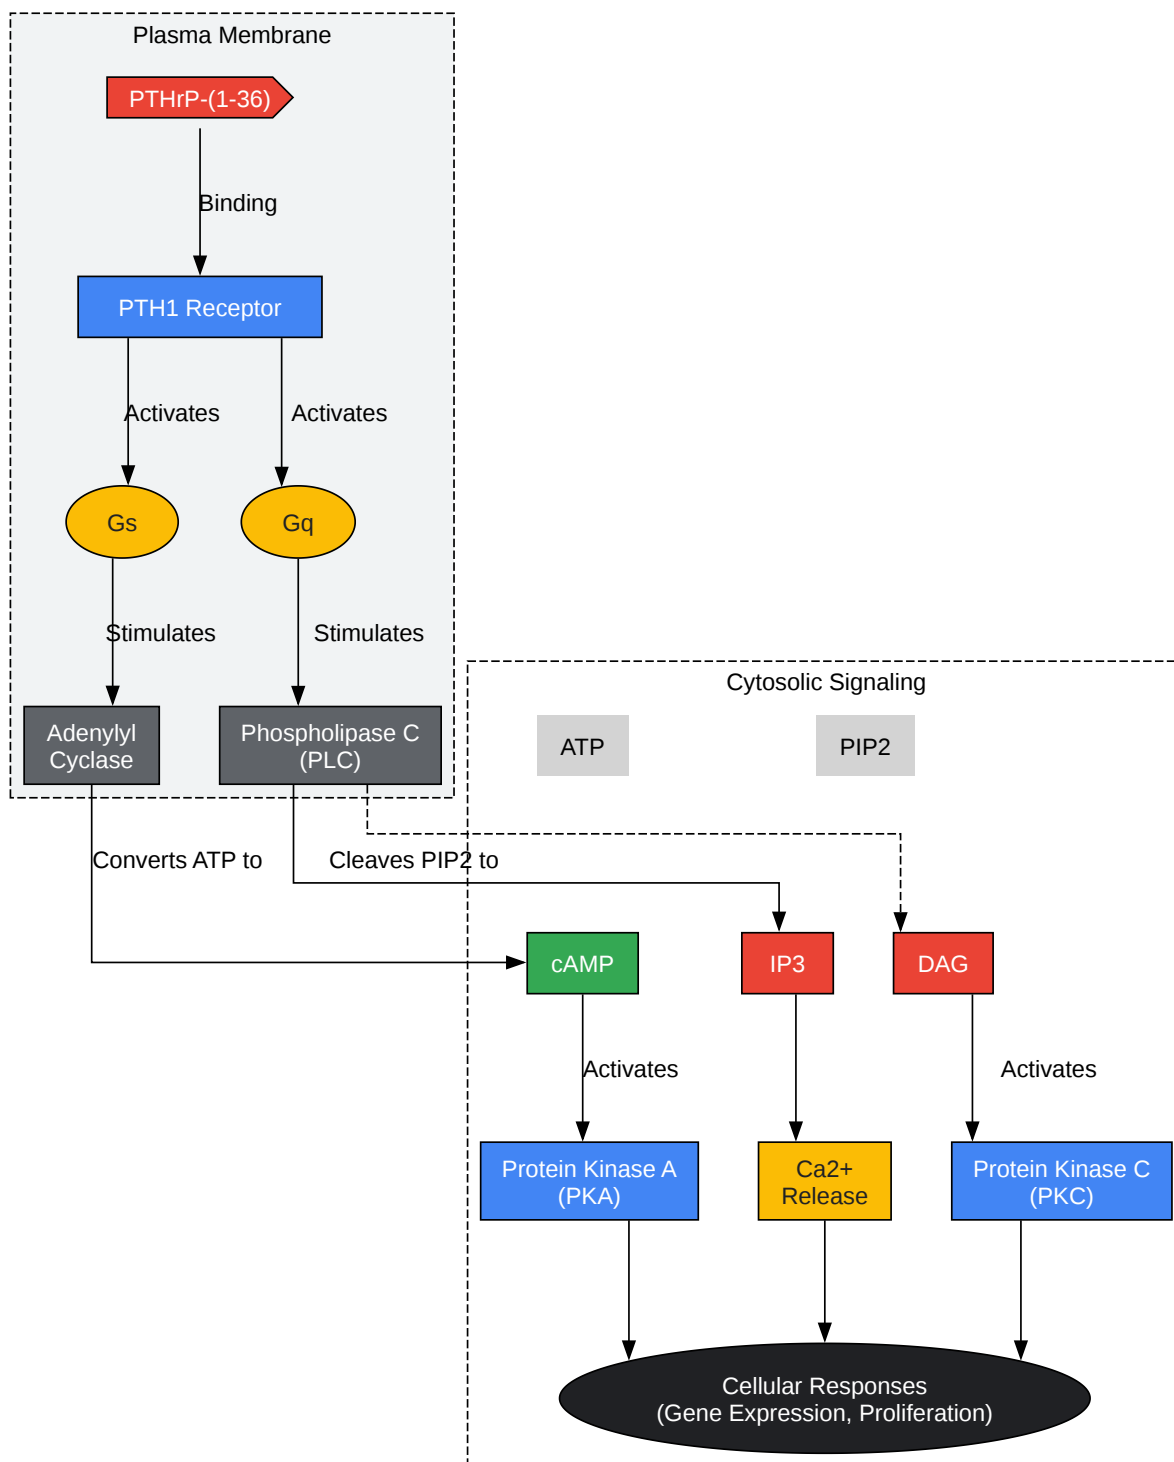 Plasma Membrane
PTHrP-(1-36)
Binding
PTH1 Receptor
Activates
Activates
Gs
Gq
Stimulates
Stimulates
Adenylyl
Cyclase
Phospholipase C
(PLC)
Cytosolic Signaling
ATP
PIP2
Converts ATP to
Cleaves PIP2 to
cAMP
IP3
DAG
Activates
Activates
Protein Kinase A
(PKA)
Ca2+
Release
Protein Kinase C
(PKC)
Cellular Responses
(Gene Expression, Proliferation)